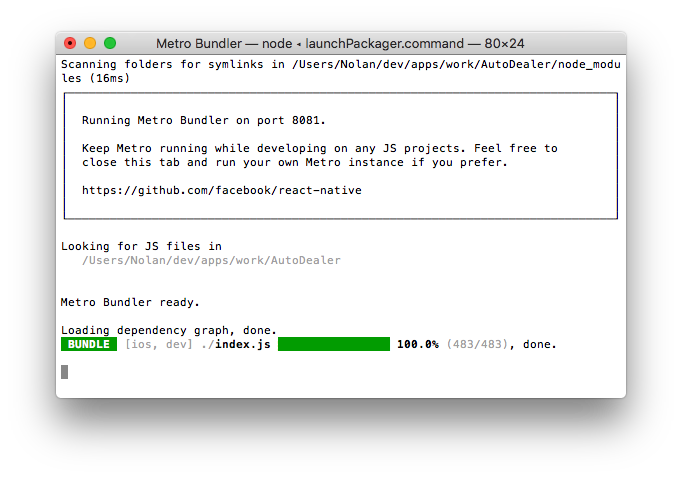 Metro Bundler — node ◂ launchPackager.command — 80×24
Scanning folders for symlinks in /Users/Nolan/dev/apps/work/AutoDealer/node_modu
les (16ms)
Running Metro Bundler on port 8081.
Keep Metro running while developing on any JS projects. Feel free to
close this tab and run your own Metro instance if you prefer.
https://github.com/facebook/react-native
Looking for JS files in
/Users/Nolan/dev/apps/work/AutoDealer
Metro Bundler ready.
Loading dependency graph, done.
BUNDLE [ios, dev] ./index.js 100.0% (483/483), done.